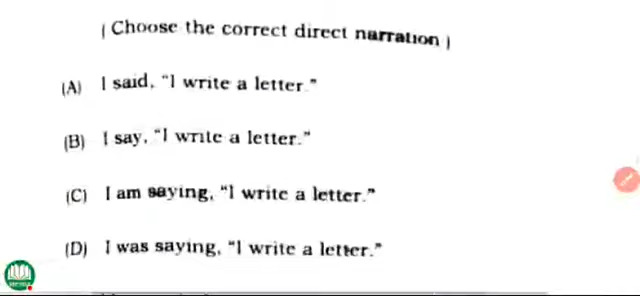 ( Choose the correct direct narration )
(A) I said, "I write a letter."
(B) I say, "I write a letter."
(C) I am saying, "I write a letter."
(D) I was saying, "I write a letter."